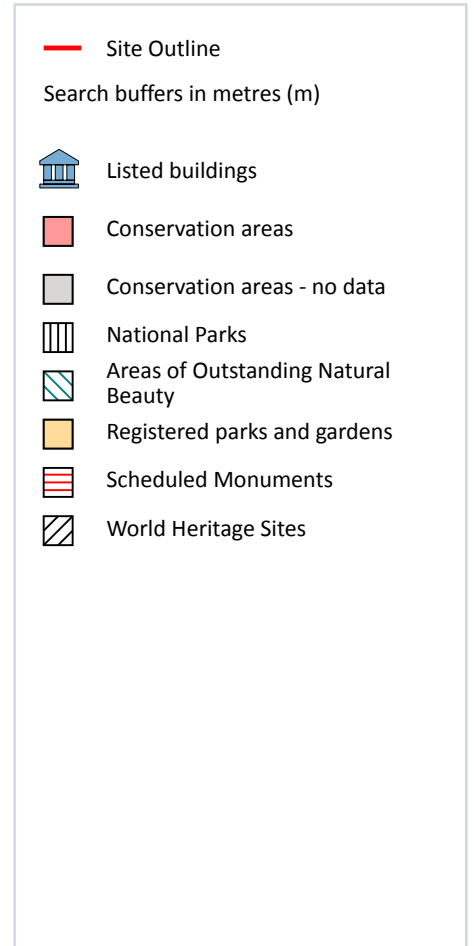 Site Outline
Search buffers in metres (m)
Listed buildings
Conservation areas
Conservation areas - no data
National Parks
Areas of Outstanding Natural
Beauty
Registered parks and gardens
Scheduled Monuments
World Heritage Sites